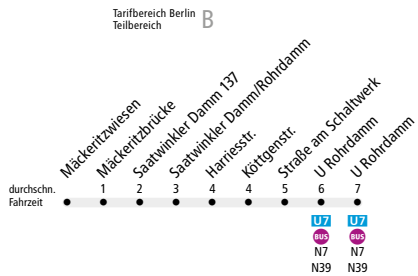 Tarifbereich Berlin
Teilbereich
B
Mäckeritzwiesen
Mäckeritzbrücke
Saatwinkler Damm 137
Saatwinkler Damm/Rohrdamm
Harriesstr.
Köttgenstr.
Straße am Schaltwerk
U Rohrdamm
U Rohrdamm
durchschn. 1 2 3 4 4 5 6 7
Fahrzeit
U7 U7
BUS BUS
N7 N7
N39 N39